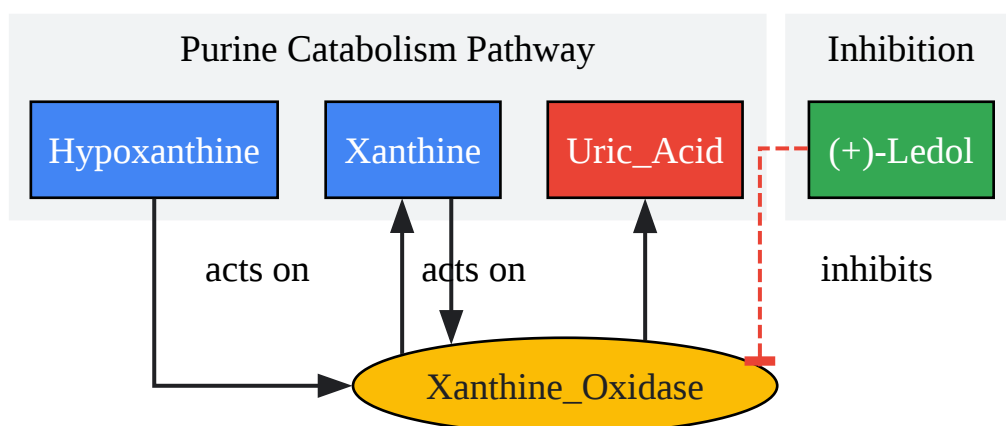 Purine Catabolism Pathway
Inhibition
Hypoxanthine
Xanthine
Uric_Acid
(+)-Ledol
acts on
acts on
inhibits
Xanthine_Oxidase